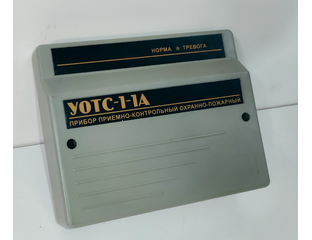 НОРМА ТРЕВОГА
УОТС-1-1А
ПРИБОР ПРИЕМНО-КОНТРОЛЬНЫЙ ОХРАННО-ПОЖАРНЫЙ